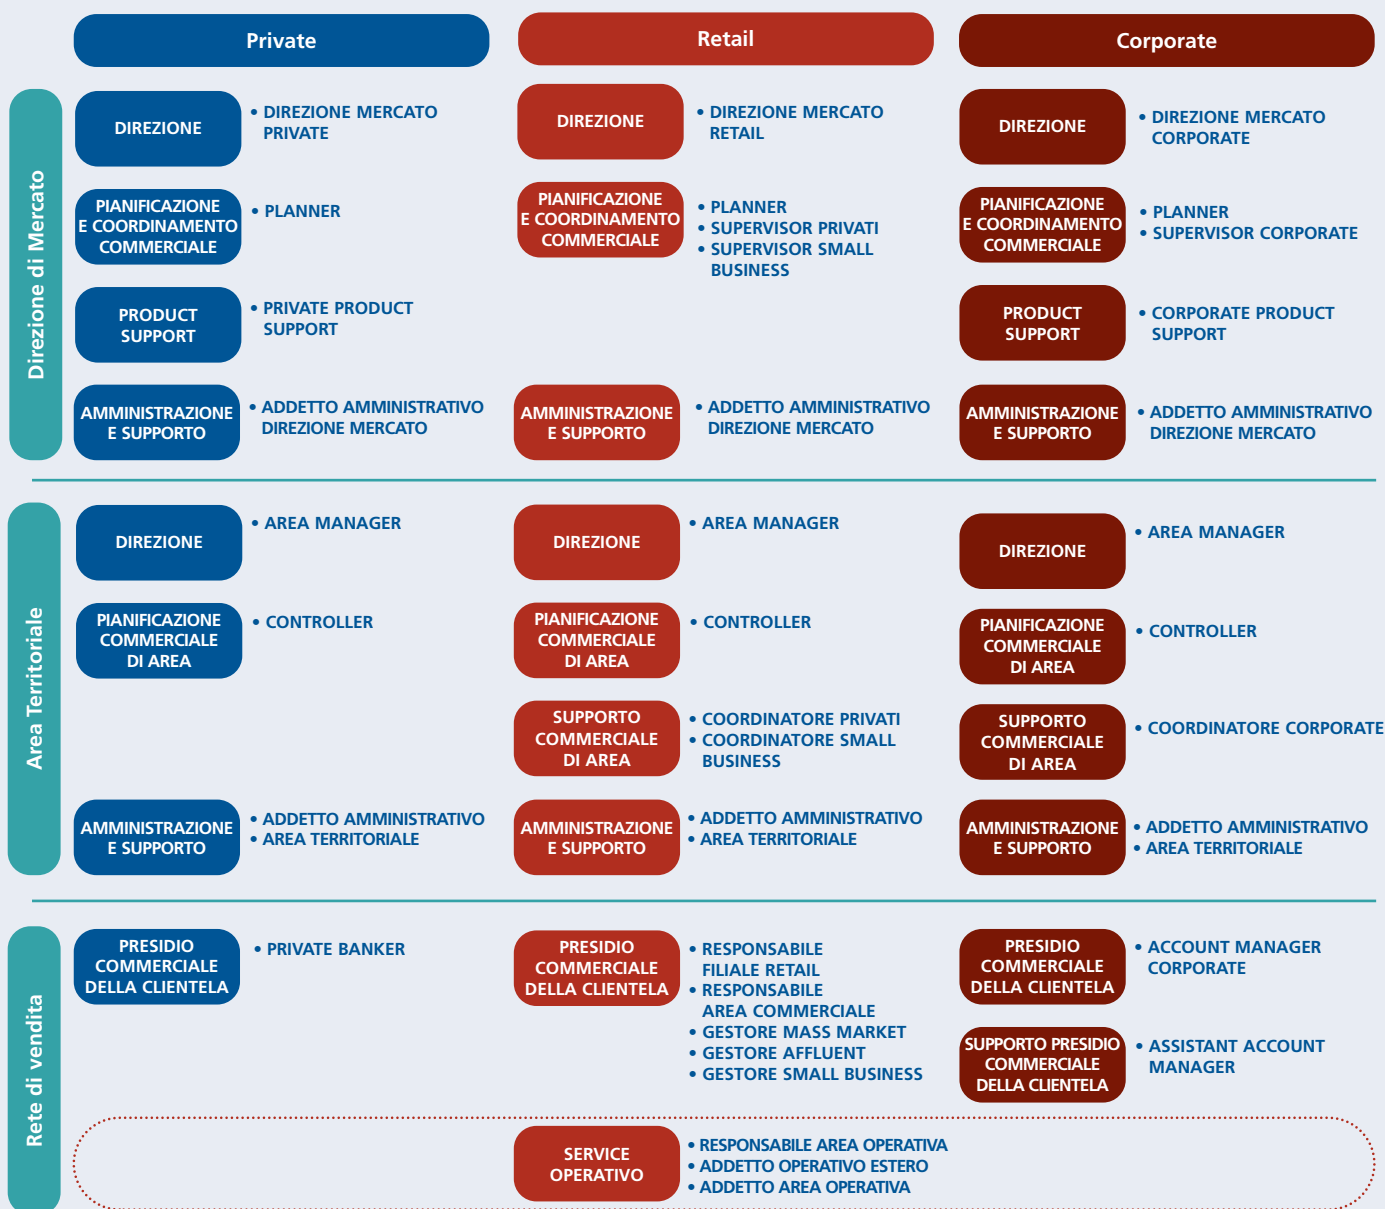 Private
Retail
Corporate
Direzione di Mercato
DIREZIONE
• DIREZIONE MERCATO
PRIVATE
DIREZIONE
• DIREZIONE MERCATO
RETAIL
DIREZIONE
• DIREZIONE MERCATO
CORPORATE
PIANIFICAZIONE
E COORDINAMENTO
COMMERCIALE
• PLANNER
PIANIFICAZIONE
E COORDINAMENTO
COMMERCIALE
• PLANNER
• SUPERVISOR PRIVATI
• SUPERVISOR SMALL
BUSINESS
PIANIFICAZIONE
E COORDINAMENTO
COMMERCIALE
• PLANNER
• SUPERVISOR CORPORATE
PRODUCT
SUPPORT
• PRIVATE PRODUCT
SUPPORT
PRODUCT
SUPPORT
• CORPORATE PRODUCT
SUPPORT
AMMINISTRAZIONE
E SUPPORTO
• ADDETTO AMMINISTRATIVO
DIREZIONE MERCATO
AMMINISTRAZIONE
E SUPPORTO
• ADDETTO AMMINISTRATIVO
DIREZIONE MERCATO
AMMINISTRAZIONE
E SUPPORTO
• ADDETTO AMMINISTRATIVO
DIREZIONE MERCATO
Area Territoriale
DIREZIONE
• AREA MANAGER
DIREZIONE
• AREA MANAGER
DIREZIONE
• AREA MANAGER
PIANIFICAZIONE
COMMERCIALE
DI AREA
• CONTROLLER
PIANIFICAZIONE
COMMERCIALE
DI AREA
• CONTROLLER
PIANIFICAZIONE
COMMERCIALE
DI AREA
• CONTROLLER
SUPPORTO
COMMERCIALE
DI AREA
• COORDINATORE PRIVATI
• COORDINATORE SMALL
BUSINESS
SUPPORTO
COMMERCIALE
DI AREA
• COORDINATORE CORPORATE
AMMINISTRAZIONE
E SUPPORTO
• ADDETTO AMMINISTRATIVO
• AREA TERRITORIALE
AMMINISTRAZIONE
E SUPPORTO
• ADDETTO AMMINISTRATIVO
• AREA TERRITORIALE
AMMINISTRAZIONE
E SUPPORTO
• ADDETTO AMMINISTRATIVO
• AREA TERRITORIALE
Rete di vendita
PRESIDIO
COMMERCIALE
DELLA CLIENTELA
• PRIVATE BANKER
PRESIDIO
COMMERCIALE
DELLA CLIENTELA
• RESPONSABILE
FILIALE RETAIL
• RESPONSABILE
AREA COMMERCIALE
• GESTORE MASS MARKET
• GESTORE AFFLUENT
• GESTORE SMALL BUSINESS
PRESIDIO
COMMERCIALE
DELLA CLIENTELA
• ACCOUNT MANAGER
CORPORATE
SUPPORTO PRESIDIO
COMMERCIALE
DELLA CLIENTELA
• ASSISTANT ACCOUNT
MANAGER
SERVICE
OPERATIVO
• RESPONSABILE AREA OPERATIVA
• ADDETTO OPERATIVO ESTERO
• ADDETTO AREA OPERATIVA